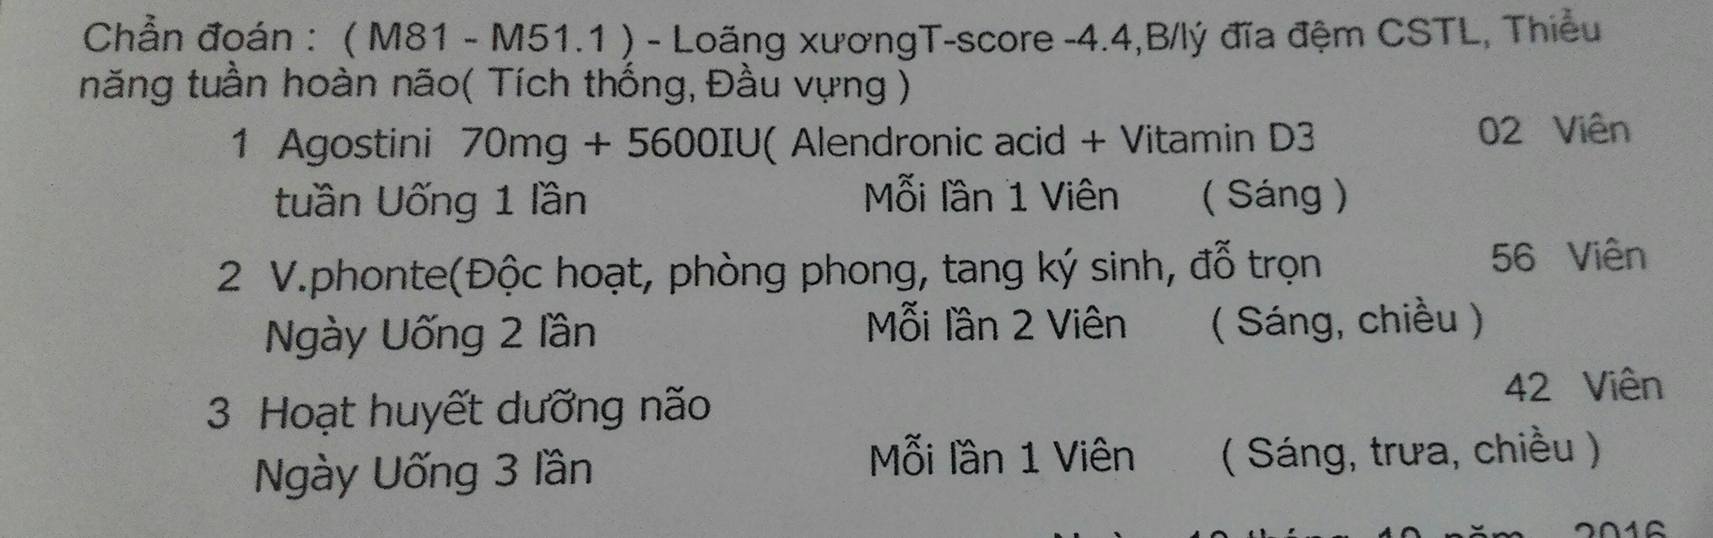 Chẩn đoán : ( M81 - M51.1 ) - Loãng xươngT-score -4.4,B/lý đĩa đệm CSTL, Thiểu
năng tuần hoàn não( Tích thống, Đầu vựng )
1 Agostini 70mg + 5600IU( Alendronic acid + Vitamin D3 02 Viên
tuần Uống 1 lần Mỗi lần 1 Viên ( Sáng )
2 V.phonte(Độc hoạt, phòng phong, tang ký sinh, đỗ trọn 56 Viên
Ngày Uống 2 lần Mỗi lần 2 Viên ( Sáng, chiều )
3 Hoạt huyết dưỡng não 42 Viên
Ngày Uống 3 lần Mỗi lần 1 Viên ( Sáng, trưa, chiều )
năm 2016